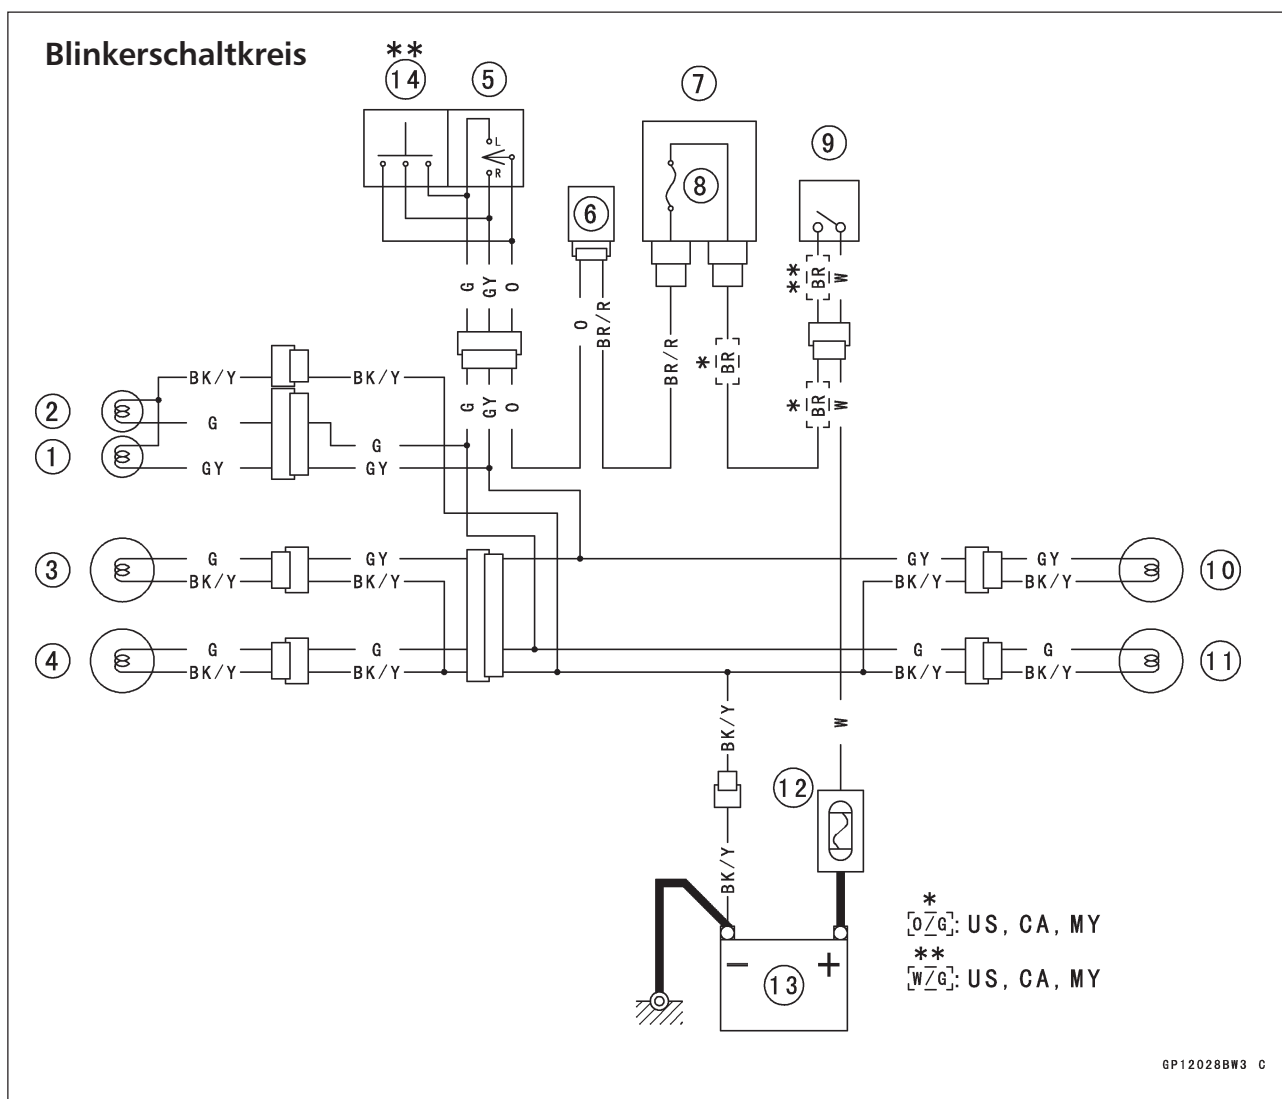 Blinkerschaltkreis
**
14 5 7
9
8
6
L
R
** BR W
G GY O
O BR/R
BR/R * BR
* BR W
BK/Y BK/Y
2 G
G GY O
1 G
GY GY
3 G GY GY GY 10
BK/Y BK/Y BK/Y BK/Y
4 G G G G 11
BK/Y BK/Y BK/Y BK/Y
BK/Y W
12
BK/Y
*
O/G: US, CA, MY
**
W/G: US, CA, MY
− + 13
GP12028BW3 C